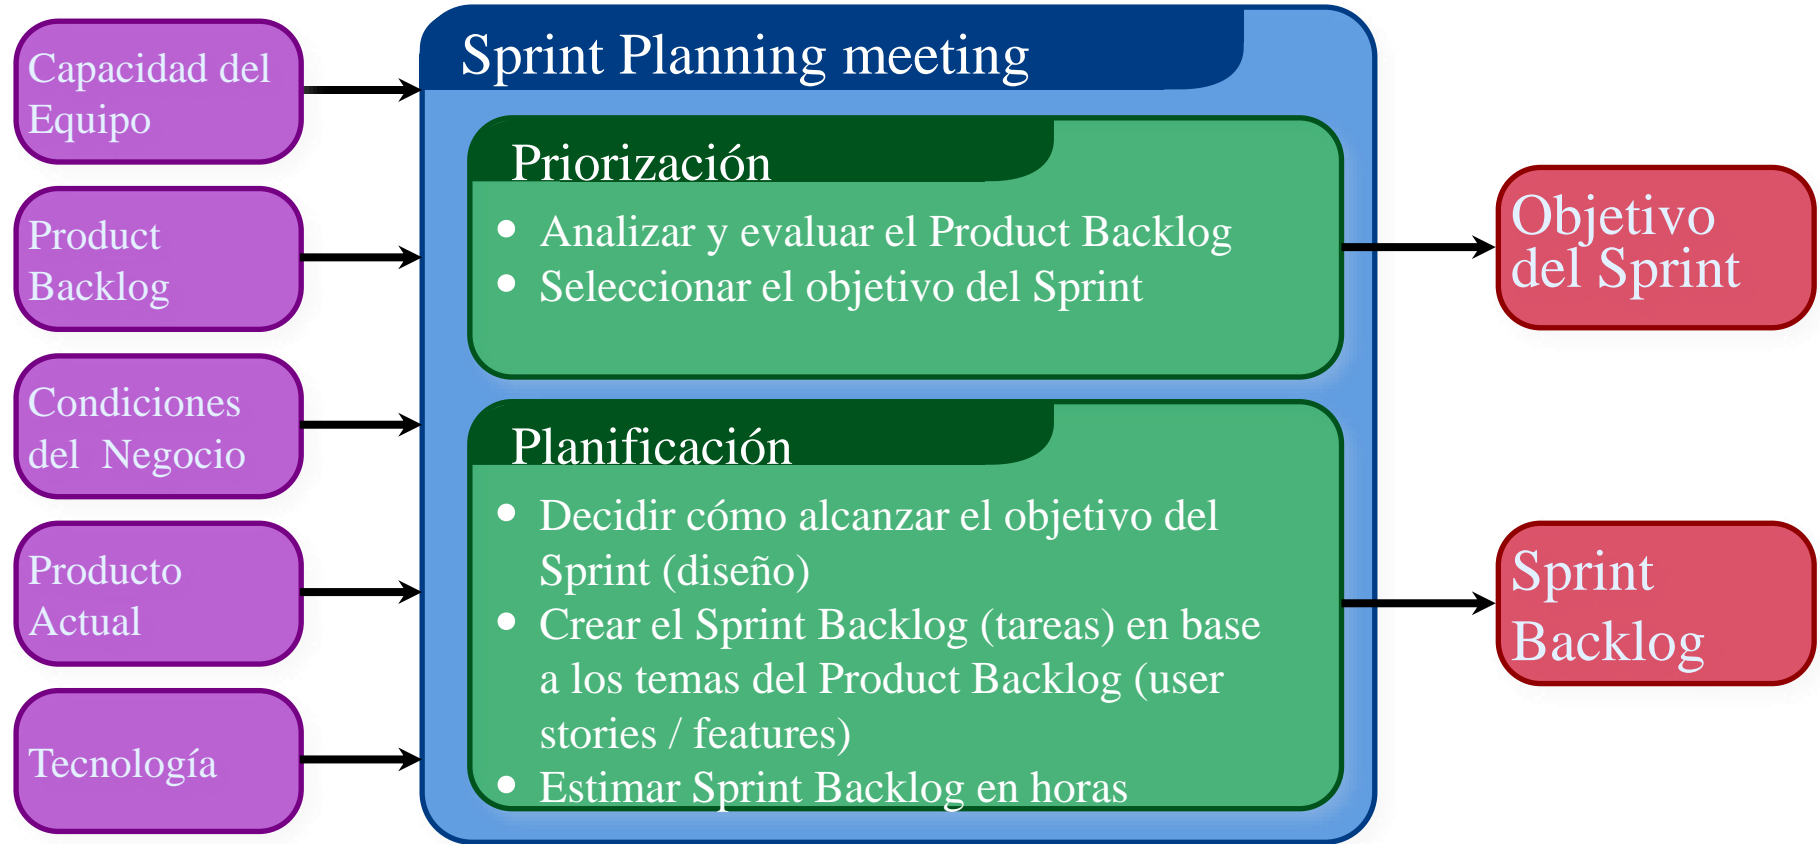 Capacidad del
Equipo
Product
Backlog
Condiciones
del  Negocio
Producto
Actual
Tecnología
Sprint Planning meeting
Priorización
• Analizar y evaluar el Product Backlog
• Seleccionar el objetivo del Sprint
Planificación
• Decidir cómo alcanzar el objetivo del
Sprint (diseño)
• Crear el Sprint Backlog (tareas) en base
a los temas del Product Backlog (user
stories / features)
• Estimar Sprint Backlog en horas
Objetivo
del Sprint
Sprint
Backlog